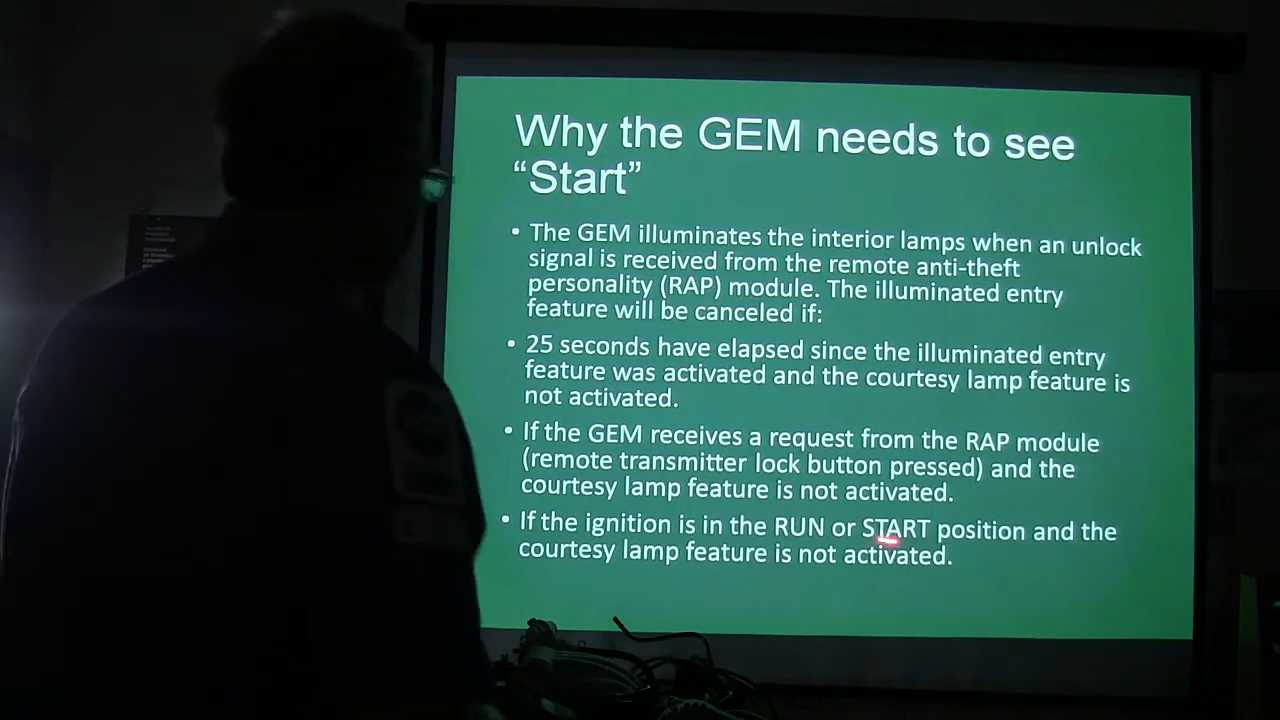 Why the GEM needs to see
“Start”
• The GEM illuminates the interior lamps when an unlock
signal is received from the remote anti-theft
personality (RAP) module. The illuminated entry
feature will be canceled if:
• 25 seconds have elapsed since the illuminated entry
feature was activated and the courtesy lamp feature is
not activated.
• If the GEM receives a request from the RAP module
(remote transmitter lock button pressed) and the
courtesy lamp feature is not activated.
• If the ignition is in the RUN or START position and the
courtesy lamp feature is not activated.